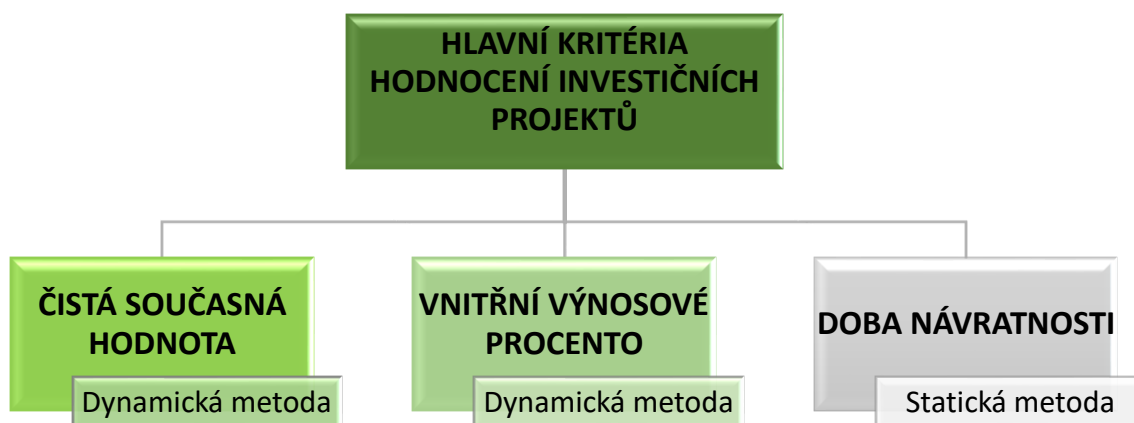 HLAVNÍ KRITÉRIA
HODNOCENÍ INVESTIČNÍCH
PROJEKTŮ
ČISTÁ SOUČASNÁ
HODNOTA
Dynamická metoda
VNITŘNÍ VÝNOSOVÉ
PROCENTO
Dynamická metoda
DOBA NÁVRATNOSTI
Statická metoda